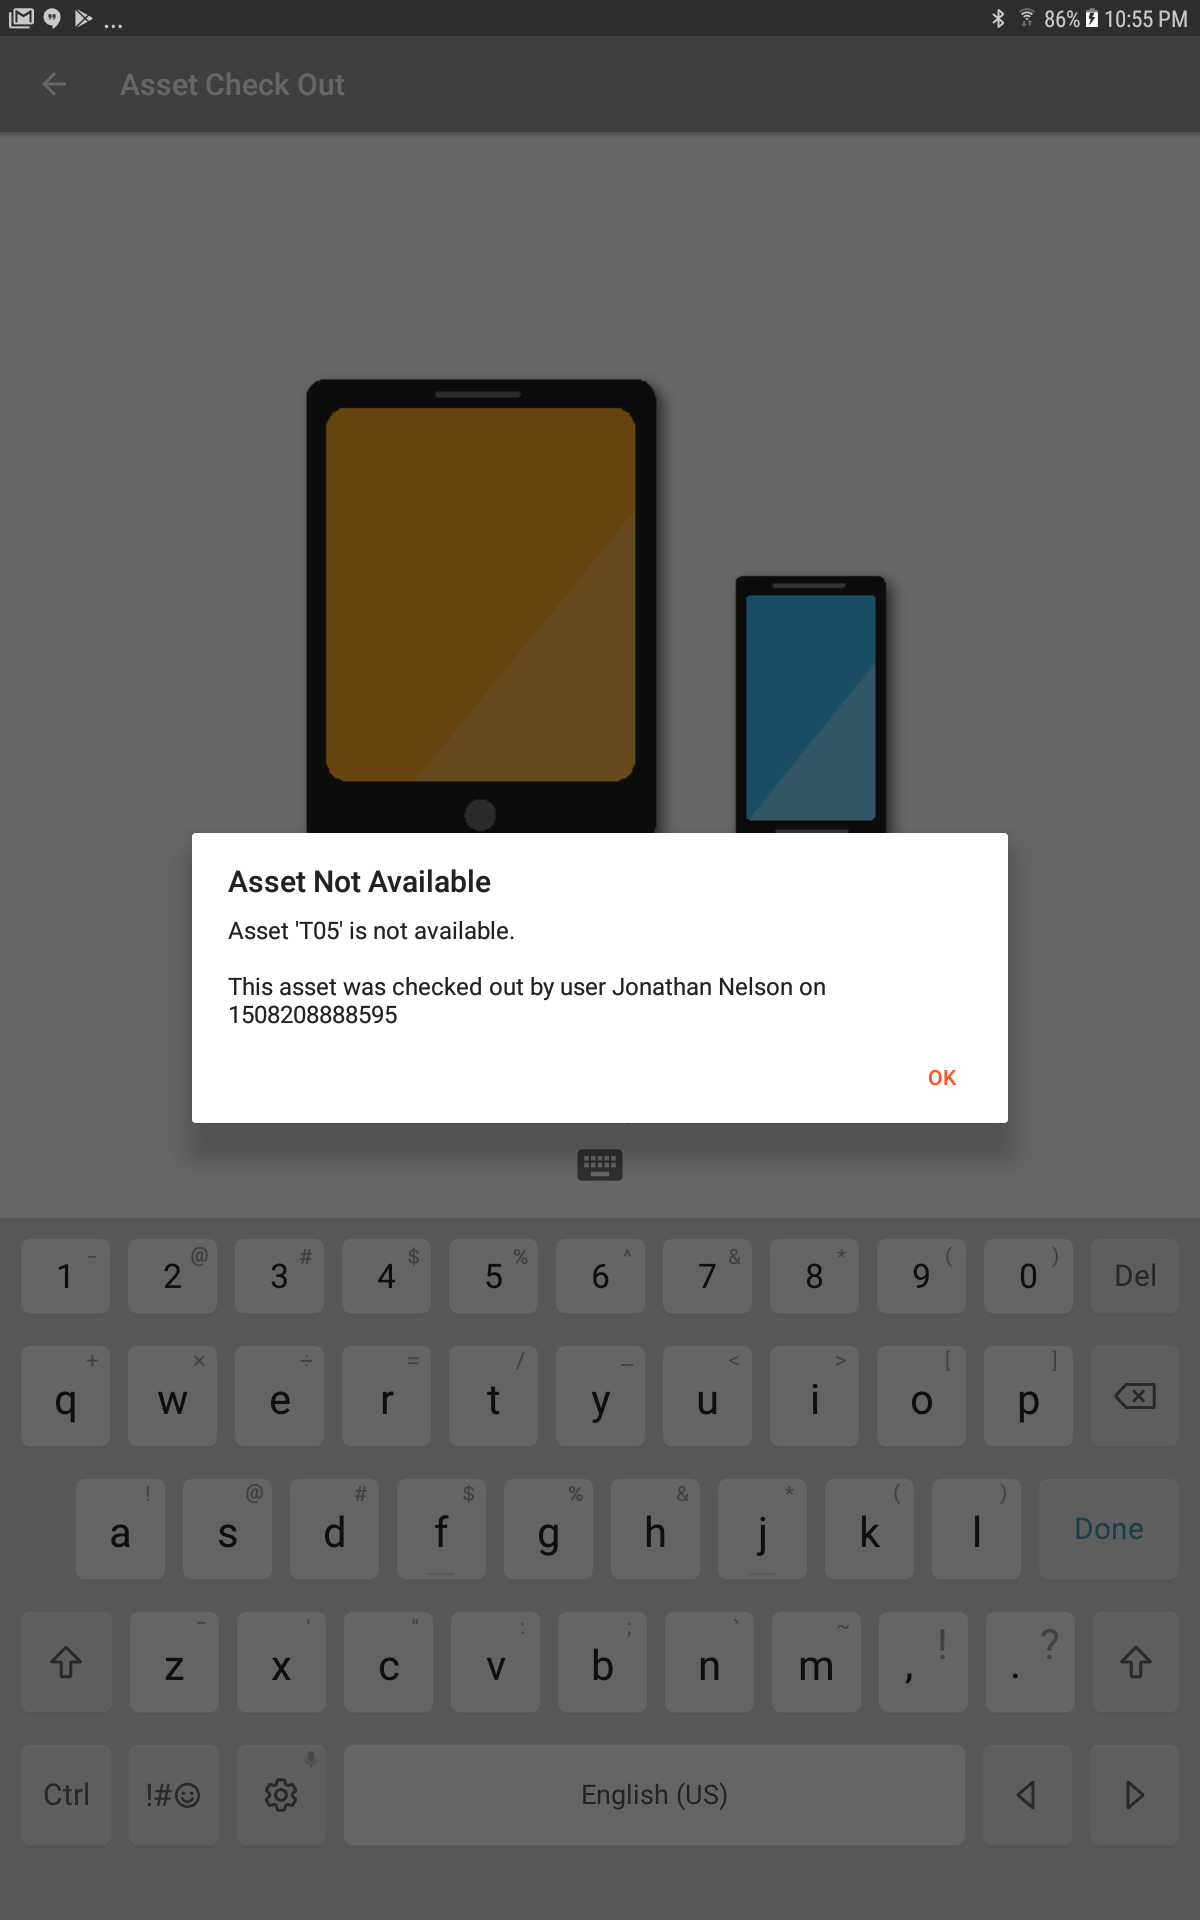 ... 86% 10:55 PM
Asset Check Out
Asset Not Available
Asset 'T05' is not available.
This asset was checked out by user Jonathan Nelson on
1508208888595
OK
1 - 2 @ 3 # 4 $ 5 % 6 ^ 7 & 8 * 9 ( 0 ) Del
q + w × e ÷ r = t / y _ u < i > o [ p ]
a ! s @ d # f $ g % h & j * k ( l ) Done
z - x ' c " v : b ; n ` m ~ , ! . ?
Ctrl !#☺ English (US)